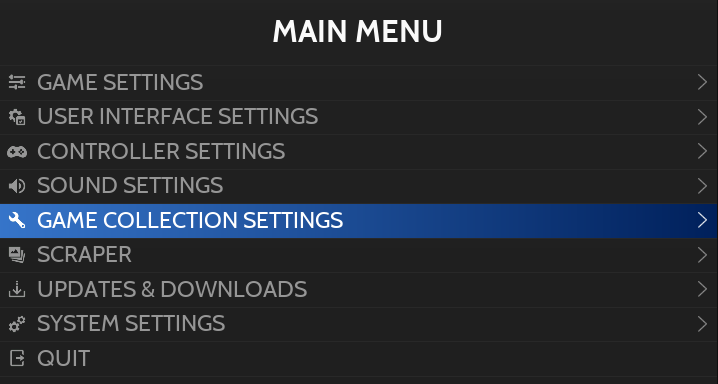 MAIN MENU
GAME SETTINGS
USER INTERFACE SETTINGS
CONTROLLER SETTINGS
SOUND SETTINGS
GAME COLLECTION SETTINGS
SCRAPER
UPDATES & DOWNLOADS
SYSTEM SETTINGS
QUIT